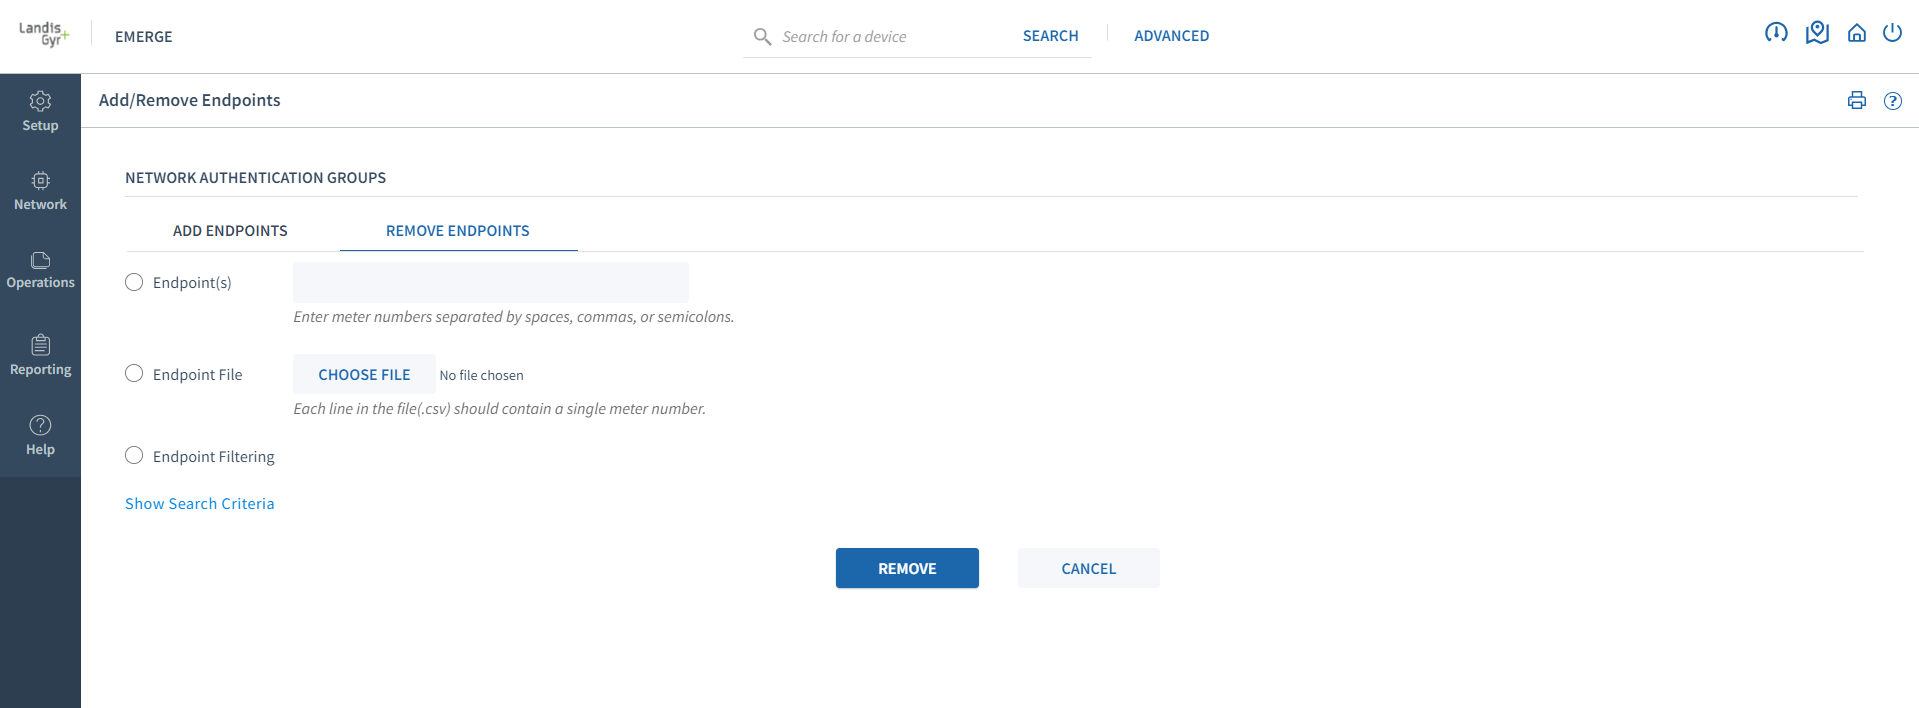 Landis
Gyr+
EMERGE
Search for a device
SEARCH
ADVANCED
Setup
Network
Operations
Reporting
Help
Add/Remove Endpoints
NETWORK AUTHENTICATION GROUPS
ADD ENDPOINTS
REMOVE ENDPOINTS
Endpoint(s)
Enter meter numbers separated by spaces, commas, or semicolons.
Endpoint File
CHOOSE FILE
No file chosen
Each line in the file(.csv) should contain a single meter number.
Endpoint Filtering
Show Search Criteria
REMOVE
CANCEL